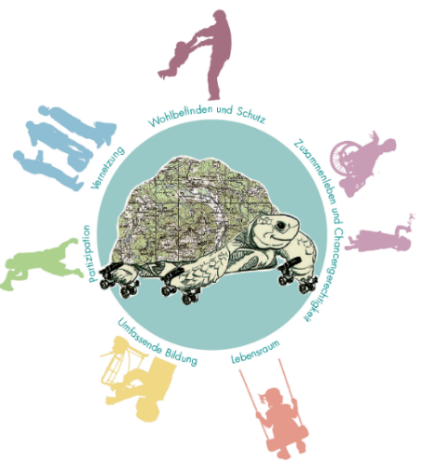 Wohlbefinden und Schutz
Zusammenleben und Chancengerechtigkeit
Lebensraum
Umfassende Bildung
Partizipation
Vernetzung